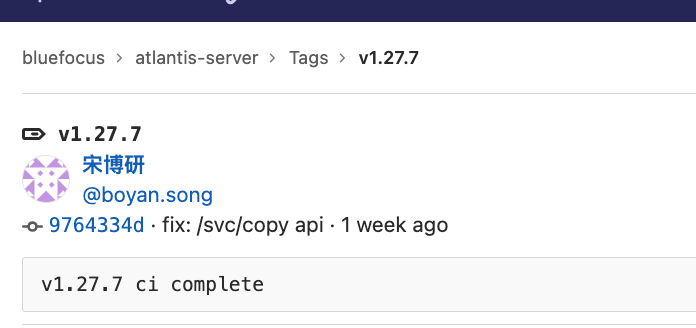 bluefocus > atlantis-server > Tags > v1.27.7
v1.27.7
宋博研
@boyan.song
9764334d · fix: /svc/copy api · 1 week ago
v1.27.7 ci complete